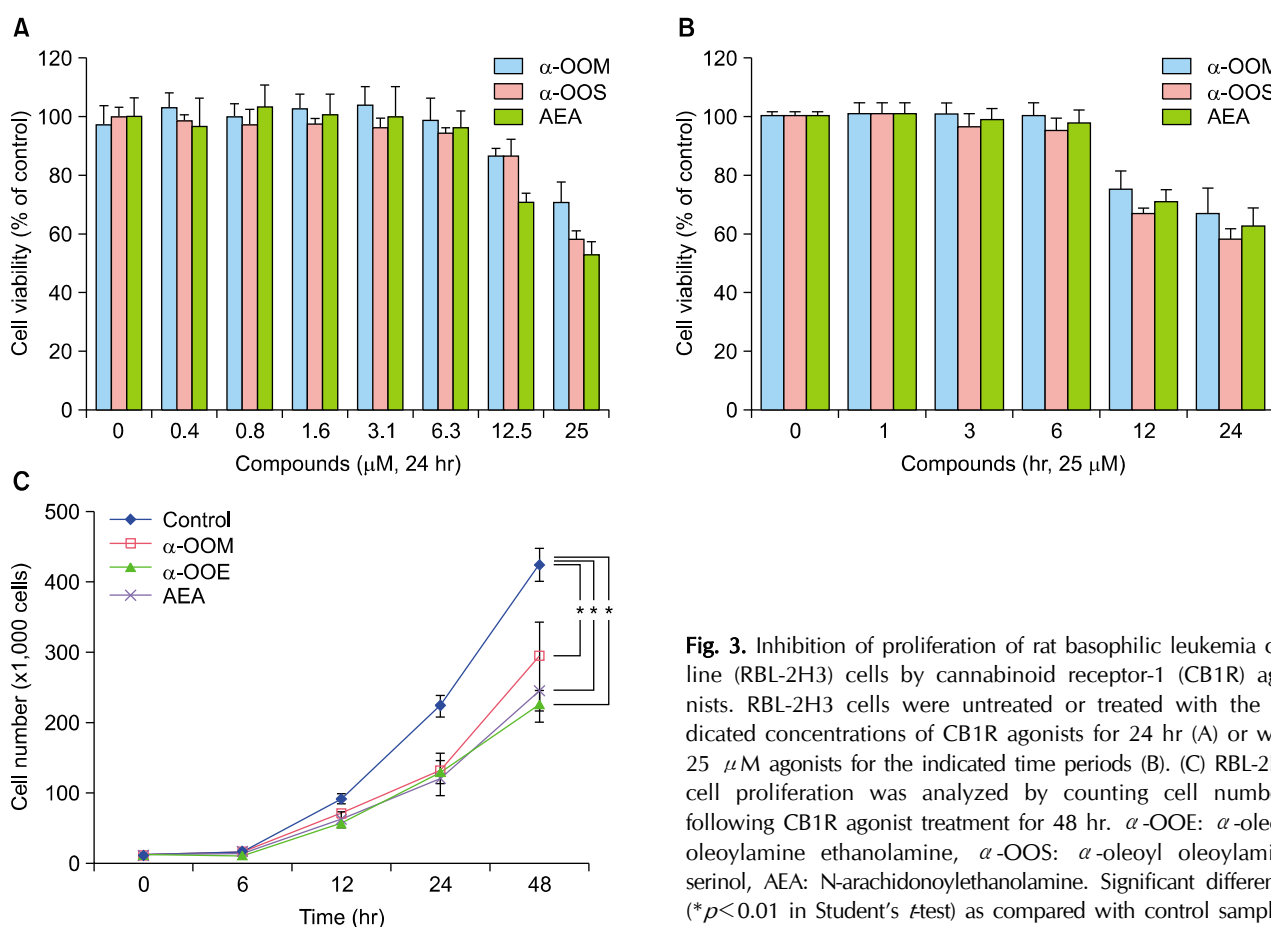 A
120
100
80
60
40
20
0
Cell viability (% of control)
α-OOM
α-OOS
AEA
0 0.4 0.8 1.6 3.1 6.3 12.5 25
Compounds (μM, 24 hr)
B
120
100
80
60
40
20
0
Cell viability (% of control)
α-OOM
α-OOS
AEA
0 1 3 6 12 24
Compounds (hr, 25 μM)
C
500
400
300
200
100
0
Cell number (x1,000 cells)
Control
α-OOM
α-OOE
AEA
* * *
0 6 12 24 48
Time (hr)
Fig. 3. Inhibition of proliferation of rat basophilic leukemia
line (RBL-2H3) cells by cannabinoid receptor-1 (CB1R)
nists. RBL-2H3 cells were untreated or treated with the
dicated concentrations of CB1R agonists for 24 hr (A) or
25 μM agonists for the indicated time periods (B). (C)
cell proliferation was analyzed by counting cell
following CB1R agonist treatment for 48 hr. α-OOE:
oleoylamine ethanolamine, α-OOS: α-oleoyl
serinol, AEA: N-arachidonoylethanolamine. Significant
(*p<0.01 in Student's t-test) as compared with control